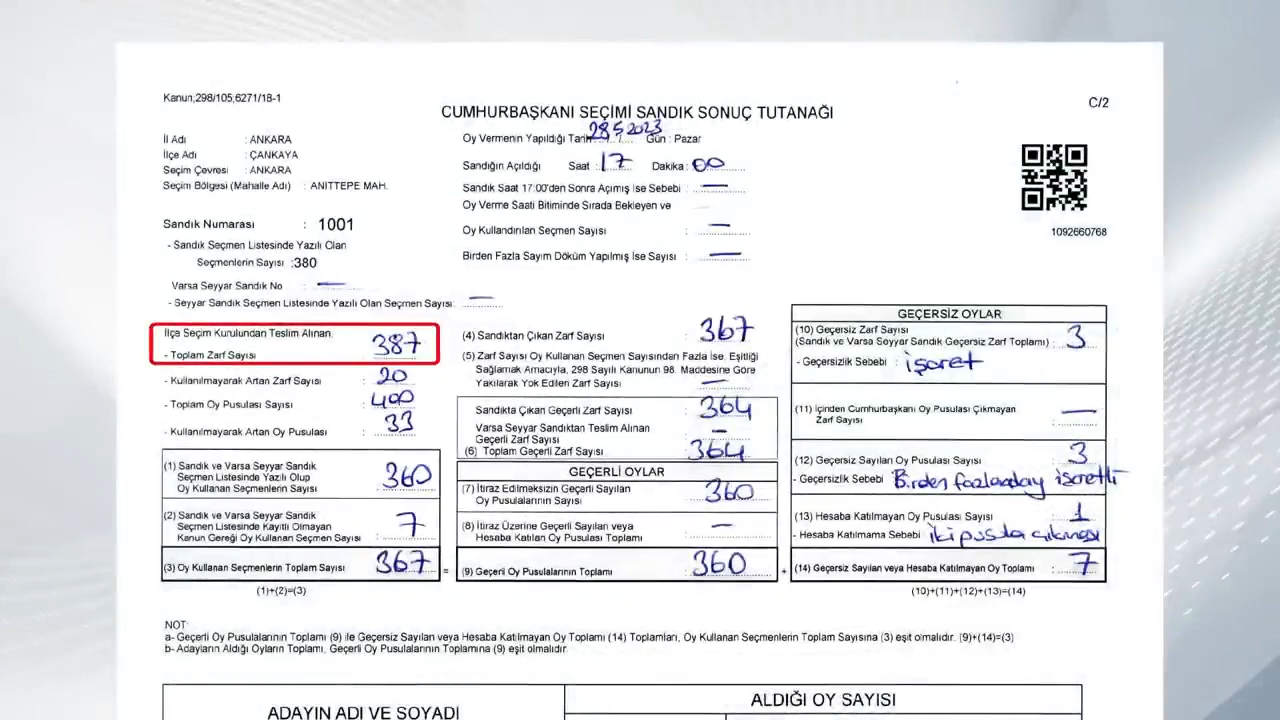 Kanun;298/105;6271/18-1
C/2
CUMHURBAŞKANI SEÇİMİ SANDIK SONUÇ TUTANAĞI
İl Adı : ANKARA
İlçe Adı : ÇANKAYA
Seçim Çevresi : ANKARA
Seçim Bölgesi (Mahalle Adı) : ANITTEPE MAH.
Sandık Numarası : 1001
- Sandık Seçmen Listesinde Yazılı Olan
Seçmenlerin Sayısı :380
Varsa Seyyar Sandık No : —
- Seyyar Sandık Seçmen Listesinde Yazılı Olan Seçmen Sayısı: —
Oy Vermenin Yapıldığı Tarih 28.5.2023 Gün : Pazar
Sandığın Açıldığı Saat : 17 Dakika : 00
Sandık Saat 17:00'den Sonra Açımış İse Sebebi : —
Oy Verme Saati Bitiminde Sırada Bekleyen ve
Oy Kullandırılan Seçmen Sayısı : —
Birden Fazla Sayım Döküm Yapılmış İse Sayısı : —
1092660768
İlçe Seçim Kurulundan Teslim Alınan
- Toplam Zarf Sayısı 387
- Kullanılmayarak Artan Zarf Sayısı : 20
- Toplam Oy Pusulası Sayısı : 400
- Kullanılmayarak Artan Oy Pusulası : 33
(1) Sandık ve Varsa Seyyar Sandık
Seçmen Listesinde Yazılı Olup
Oy Kullanan Seçmenlerin Sayısı : 360
(2) Sandık ve Varsa Seyyar Sandık
Seçmen Listesinde Kayıtlı Olmayan
Kanun Gereği Oy Kullanan Seçmen Sayısı : 7
(3) Oy Kullanan Seçmenlerin Toplam Sayısı : 367 =
(1)+(2)=(3)
(4) Sandıktan Çıkan Zarf Sayısı : 367
(5) Zarf Sayısı Oy Kullanan Seçmen Sayısından Fazla İse, Eşitliği
Sağlamak Amacıyla, 298 Sayılı Kanunun 98. Maddesine Göre
Yakılarak Yok Edilen Zarf Sayısı : —
Sandıkta Çıkan Geçerli Zarf Sayısı : 364
Varsa Seyyar Sandıktan Teslim Alınan
Geçerli Zarf Sayısı : —
(6) Toplam Geçerli Zarf Sayısı : 364
GEÇERLİ OYLAR
(7) İtiraz Edilmeksizin Geçerli Sayılan
Oy Pusulalarının Sayısı : 360
(8) İtiraz Üzerine Geçerli Sayılan veya
Hesaba Katılan Oy Pusulası Toplamı : —
(9) Geçerli Oy Pusulalarının Toplamı : 360 +
GEÇERSİZ OYLAR
(10) Geçersiz Zarf Sayısı
(Sandık ve Varsa Seyyar Sandık Geçersiz Zarf Toplamı) : 3
- Geçersizlik Sebebi : işaret
(11) İçinden Cumhurbaşkanı Oy Pusulası Çıkmayan
Zarf Sayısı : —
(12) Geçersiz Sayılan Oy Pusulası Sayısı : 3
- Geçersizlik Sebebi : Birden fazla aday işaretli
(13) Hesaba Katılmayan Oy Pusulası Sayısı : 1
- Hesaba Katılmama Sebebi : iki pusula çıkması
(14) Geçersiz Sayılan veya Hesaba Katılmayan Oy Toplamı : 7
(10)+(11)+(12)+(13)=(14)
NOT:
a- Geçerli Oy Pusulalarının Toplamı (9) ile Geçersiz Sayılan veya Hesaba Katılmayan Oy Toplamı (14) Toplamları, Oy Kullanan Seçmenlerin Toplam Sayısına (3) eşit olmalıdır. (9)+(14)=(3)
b- Adayların Aldığı Oyların Toplamı, Geçerli Oy Pusulalarının Toplamına (9) eşit olmalıdır.
ADAYIN ADI VE SOYADI
ALDIĞI OY SAYISI